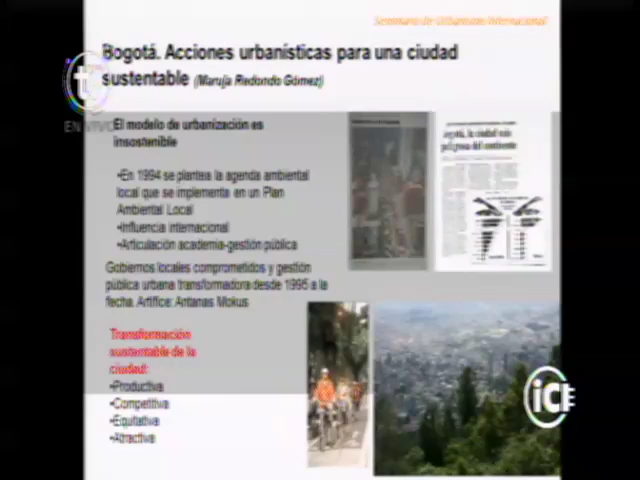 Seminario de Urbanismo Internacional
Bogotá. Acciones urbanísticas para una ciudad
sustentable (Maruja Redondo Gómez)
t
EN VIVO
El modelo de urbanización es
insostenible
•En 1994 se plantea la agenda ambiental
local que se implementa en un Plan
Ambiental Local
•Influencia internacional
•Articulación academia-gestión pública
Bogotá, la ciudad más
peligrosa del continente
Gobiernos locales comprometidos y gestión
pública urbana transformadora desde 1995 a la
fecha. Artífice: Antanas Mokus
Transformación
sustentable de la
ciudad:
•Productiva
•Competitiva
•Equitativa
•Atractiva
ic